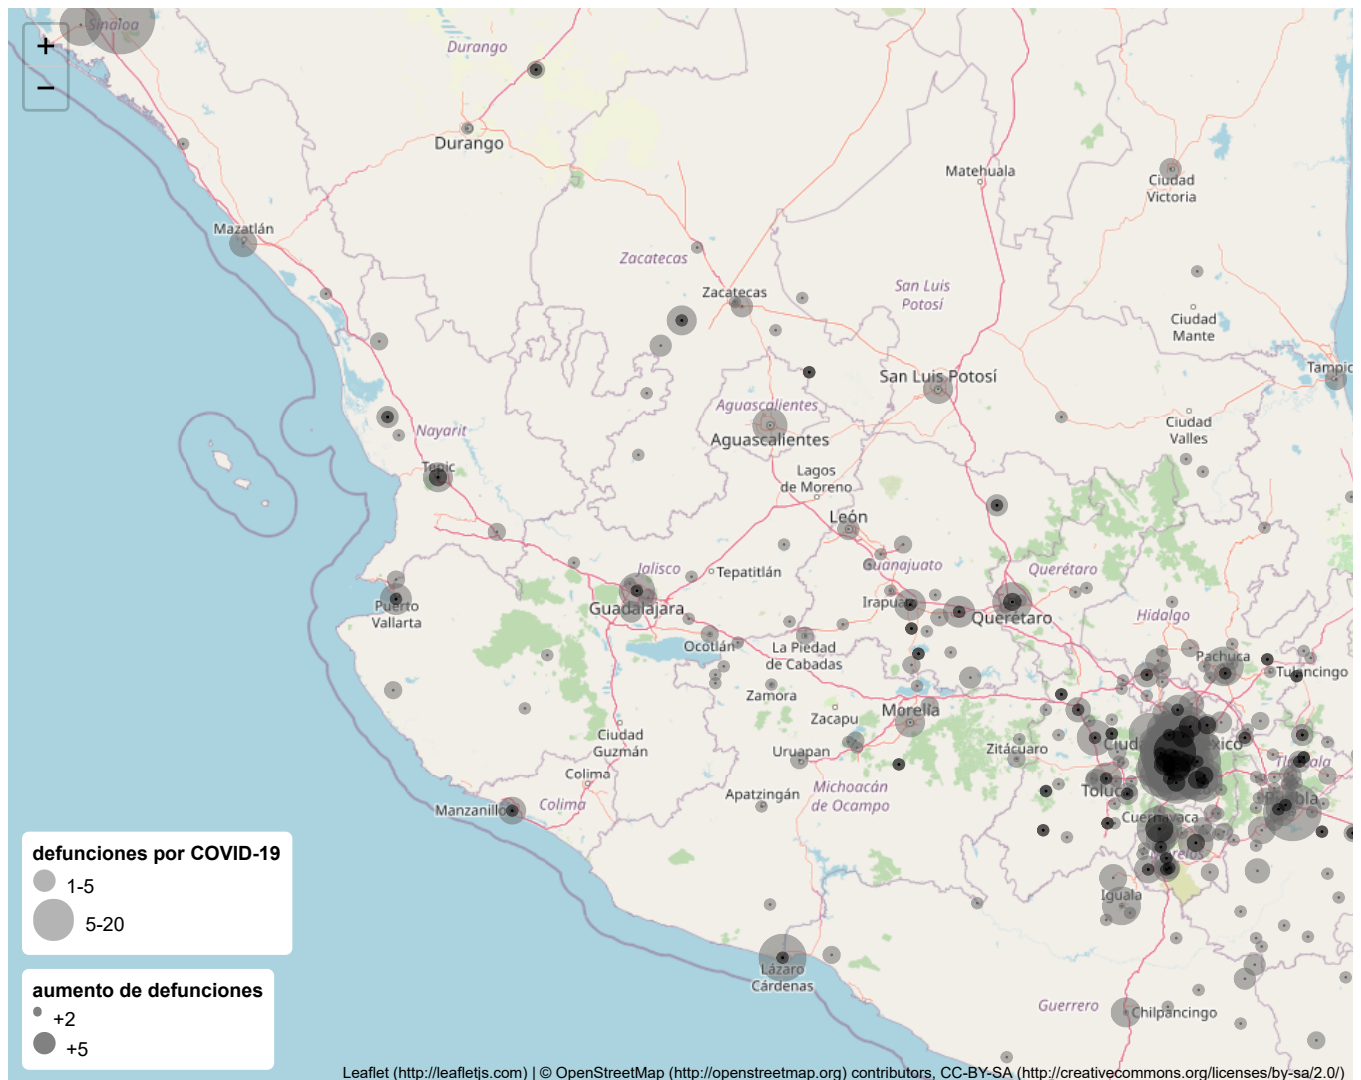 Sinaloa
+
−
Durango
Durango
Matehuala
Ciudad
Victoria
Mazatlán
Zacatecas
Zacatecas
San Luis
Potosí
Ciudad
Mante
Tampic
San Luis Potosí
Aguascalientes
Aguascalientes
Ciudad
Valles
Nayarit
Tepic
Lagos
de Moreno
León
Jalisco
Tepatitlán
Guanajuato
Querétaro
Puerto
Vallarta
Guadalajara
Irapuato
Querétaro
Hidalgo
Ocotlán
La Piedad
de Cabadas
Pachuca
Tulancingo
Zamora
Morelia
Zacapu
Ciudad
Guzmán
Uruapan
Zitácuaro
Ciudad México
Tlaxcala
Colima
Michoacán
de Ocampo
Toluca
Apatzingán
Puebla
Manzanillo
Colima
Cuernavaca
Morelos
Iguala
Lázaro
Cárdenas
Guerrero
Chilpancingo
defunciones por COVID-19
1-5
5-20
aumento de defunciones
+2
+5
Leaflet (http://leafletjs.com) | © OpenStreetMap (http://openstreetmap.org) contributors, CC-BY-SA (http://creativecommons.org/licenses/by-sa/2.0/)